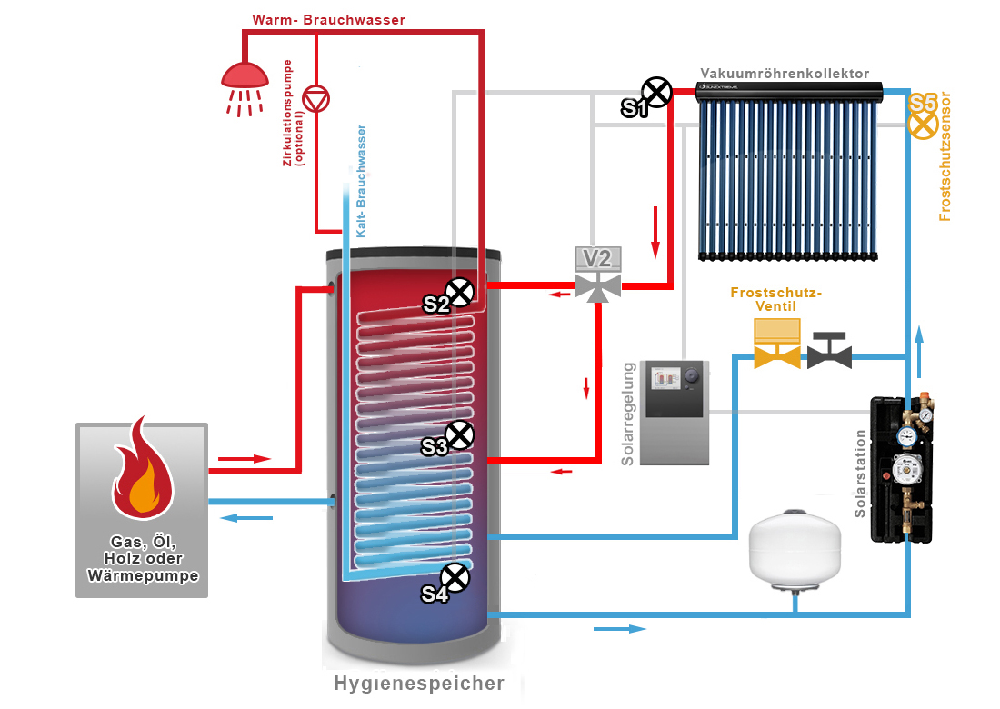 Warm- Brauchwasser
Zirkulationspumpe
(optional)
Kalt- Brauchwasser
Vakuumröhrenkollektor
S1
S5
Frostschutzsensor
V2
S2
Frostschutz-
Ventil
Solarregelung
S3
Solarstation
Gas, Öl,
Holz oder
Wärmepumpe
S4
Hygienespeicher